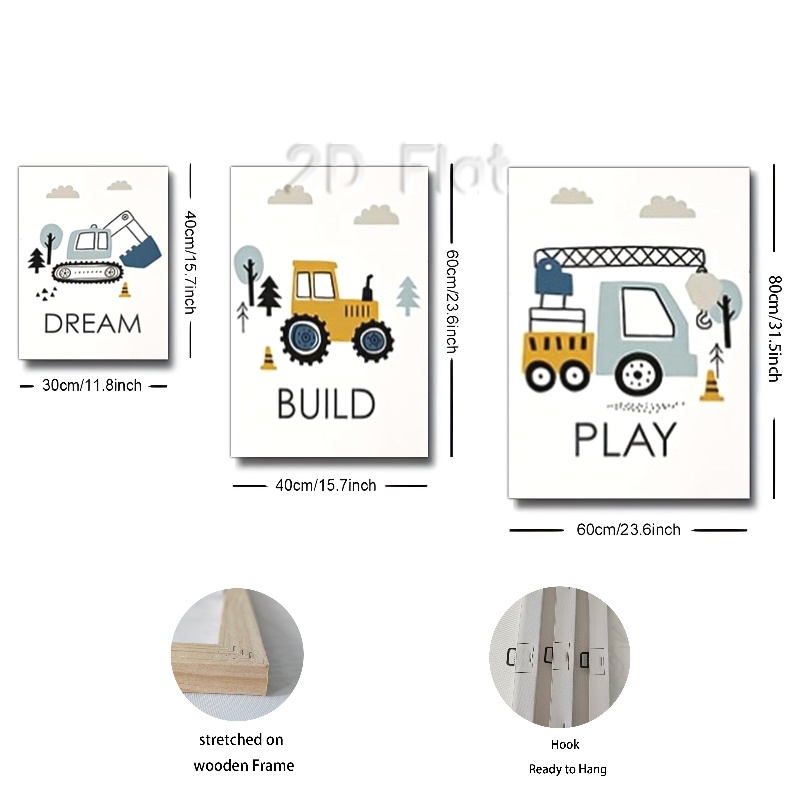 2D Flat
DREAM
BUILD
PLAY
40cm/15.7inch
60cm/23.6inch
80cm/31.5inch
30cm/11.8inch
40cm/15.7inch
60cm/23.6inch
stretched on
wooden Frame
Hook
Ready to Hang